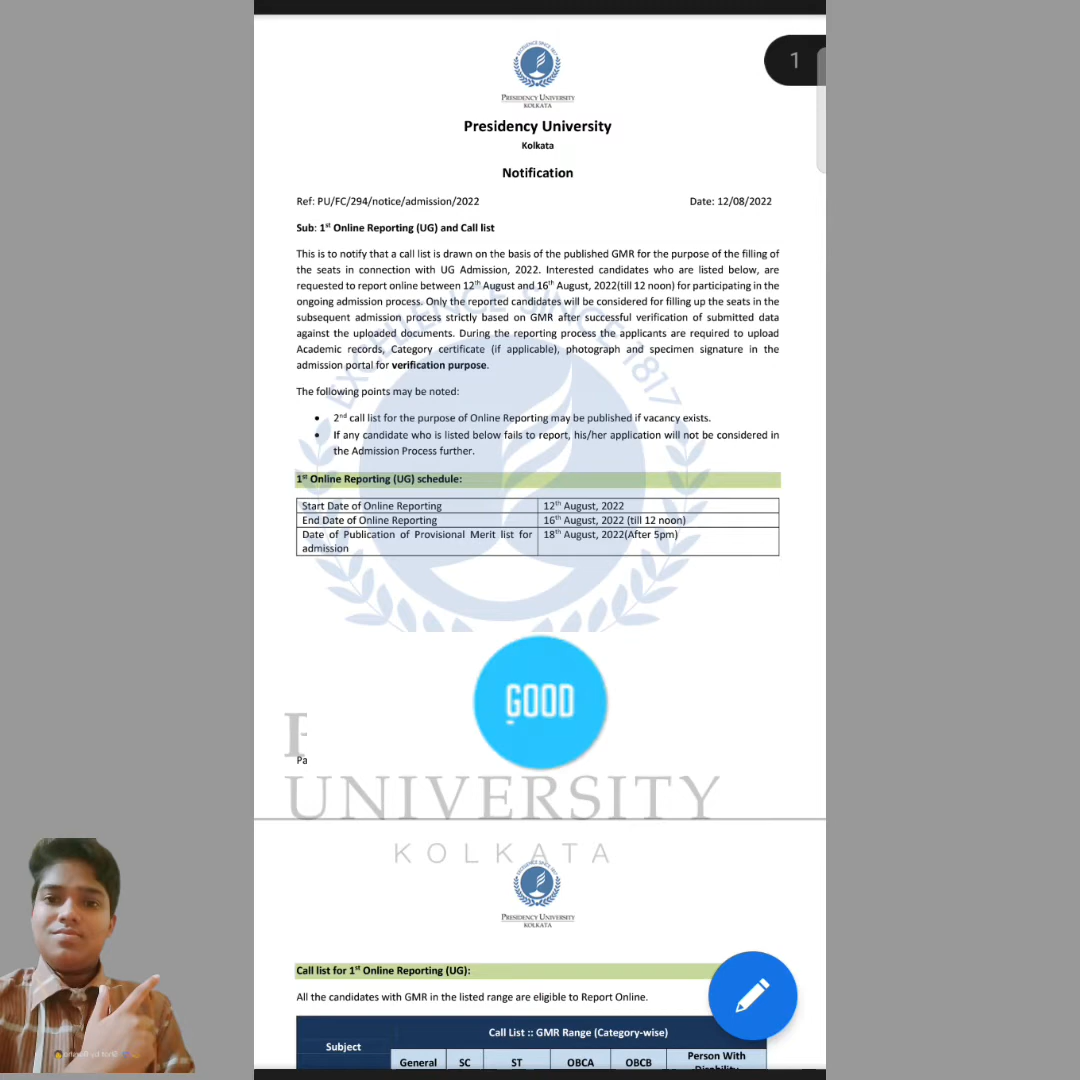 1
EXCELLENCE SINCE 1817
PRESIDENCY UNIVERSITY
KOLKATA
Presidency University
Kolkata
Notification
Ref: PU/FC/294/notice/admission/2022 Date: 12/08/2022
Sub: 1st Online Reporting (UG) and Call list
This is to notify that a call list is drawn on the basis of the published GMR for the purpose of the filling of
the seats in connection with UG Admission, 2022. Interested candidates who are listed below, are
requested to report online between 12th August and 16th August, 2022(till 12 noon) for participating in the
ongoing admission process. Only the reported candidates will be considered for filling up the seats in the
subsequent admission process strictly based on GMR after successful verification of submitted data
against the uploaded documents. During the reporting process the applicants are required to upload
Academic records, Category certificate (if applicable), photograph and specimen signature in the
admission portal for verification purpose.
EXCELLENCE SINCE 1817
The following points may be noted:
• 2nd call list for the purpose of Online Reporting may be published if vacancy exists.
• If any candidate who is listed below fails to report, his/her application will not be considered in
the Admission Process further.
1st Online Reporting (UG) schedule:
Start Date of Online Reporting 12th August, 2022
End Date of Online Reporting 16th August, 2022 (till 12 noon)
Date of Publication of Provisional Merit list for 18th August, 2022(After 5pm)
admission
GOOD
Pa
UNIVERSITY
KOLKATA
EXCELLENCE SINCE 1817
PRESIDENCY UNIVERSITY
KOLKATA
Call list for 1st Online Reporting (UG):
All the candidates with GMR in the listed range are eligible to Report Online.
Call List :: GMR Range (Category-wise)
Subject
General SC ST OBCA OBCB Person With
Disability